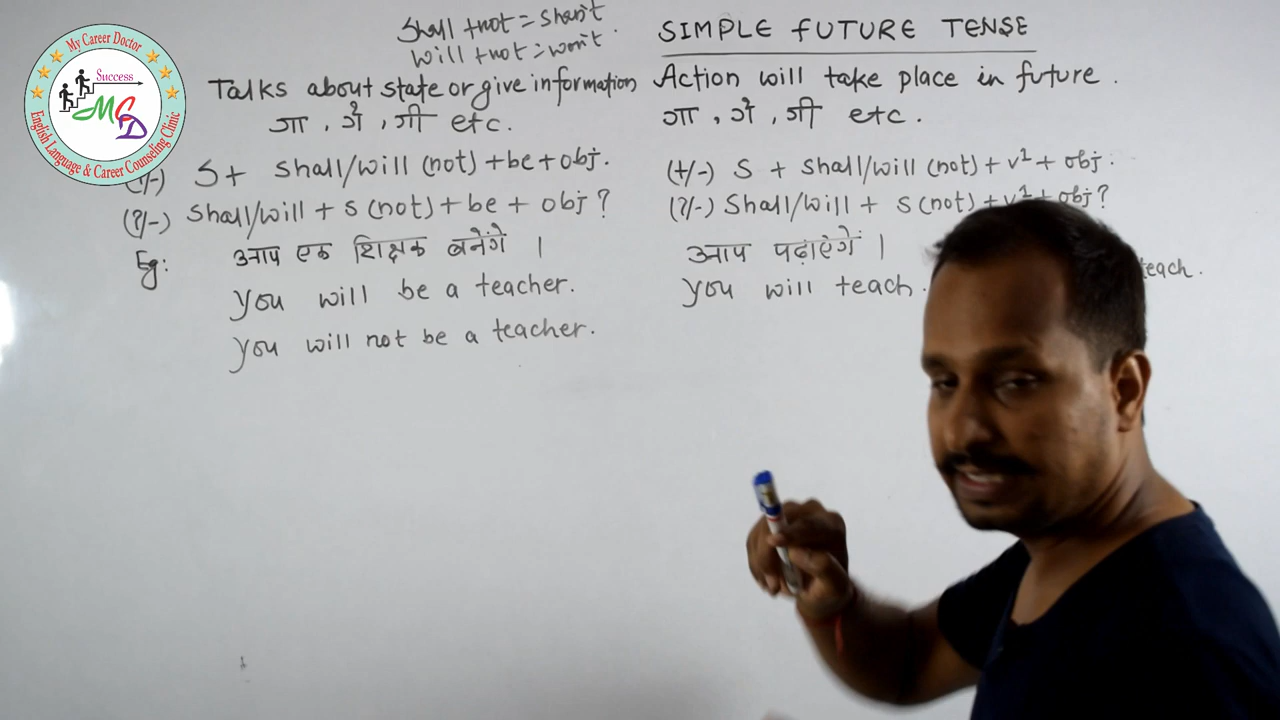 My Career Doctor
Success
MCD
English Language & Career Counseling Clinic
Shall + not = Shan't
will + not = won't
SIMPLE FUTURE TENSE
Talks about state or give information
गा, गें, गी etc.
(+/-) S + Shall/will (not) + be + obj.
(?/-) Shall/will + S (not) + be + obj ?
Eg: आप एक शिक्षक बनेंगे ।
You will be a teacher.
You will not be a teacher.
Action will take place in future.
गा, गें, गी etc.
(+/-) S + Shall/will (not) + v¹ + obj.
(?/-) Shall/will + S (not) + v¹ + obj ?
आप पढ़ाएंगे ।
You will teach. teach.